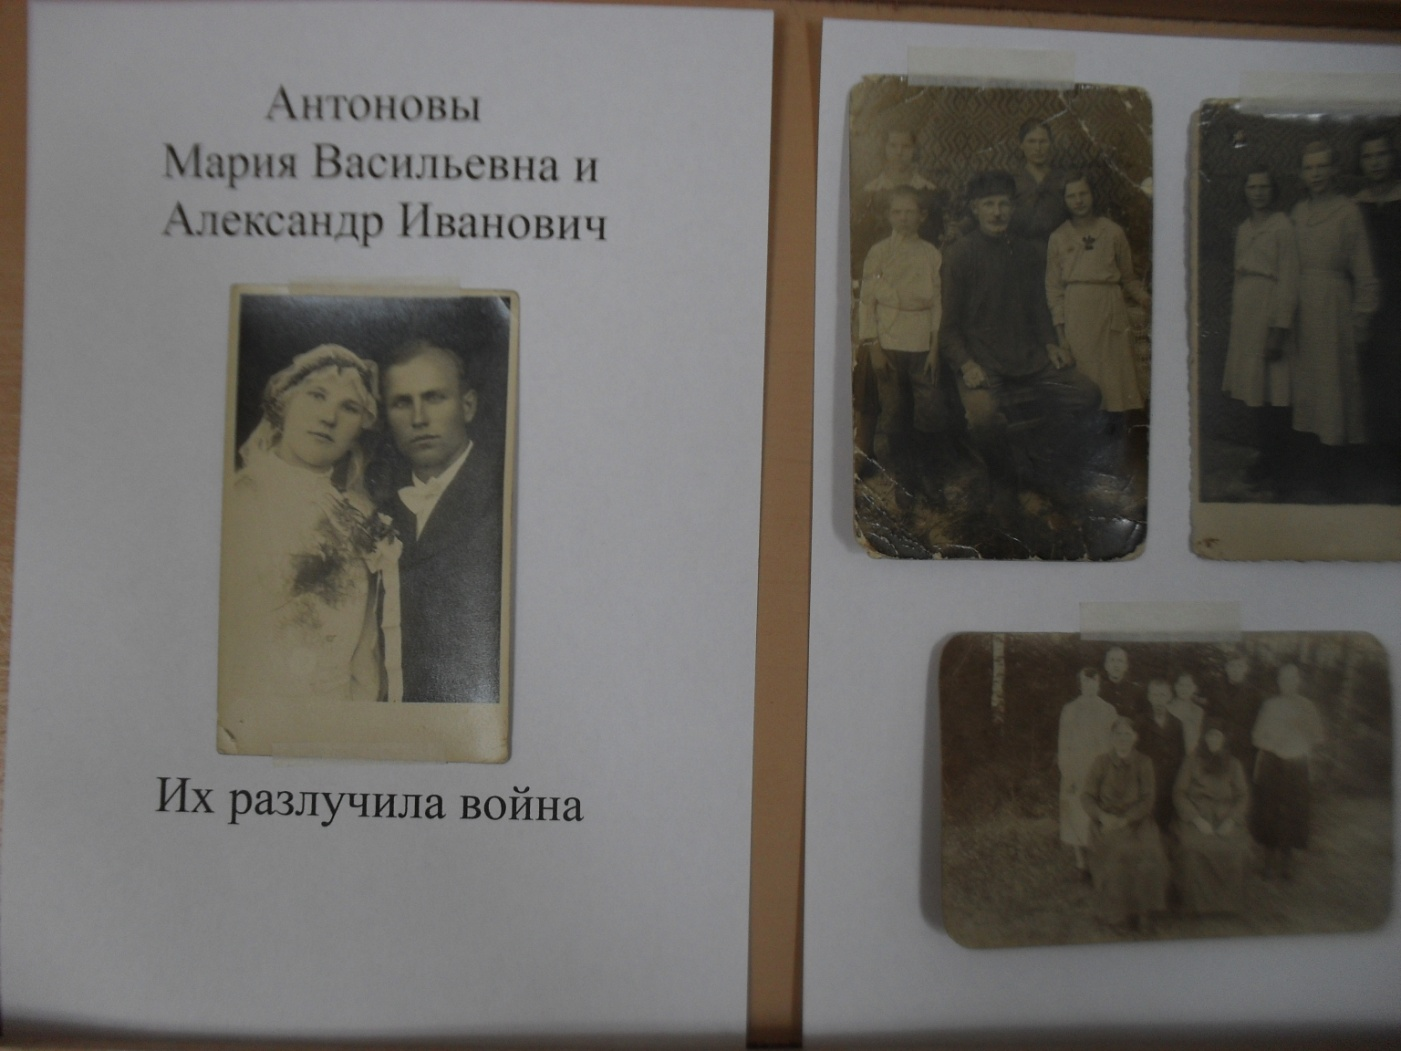 Антоновы
Мария Васильевна и
Александр Иванович
Их разлучила война